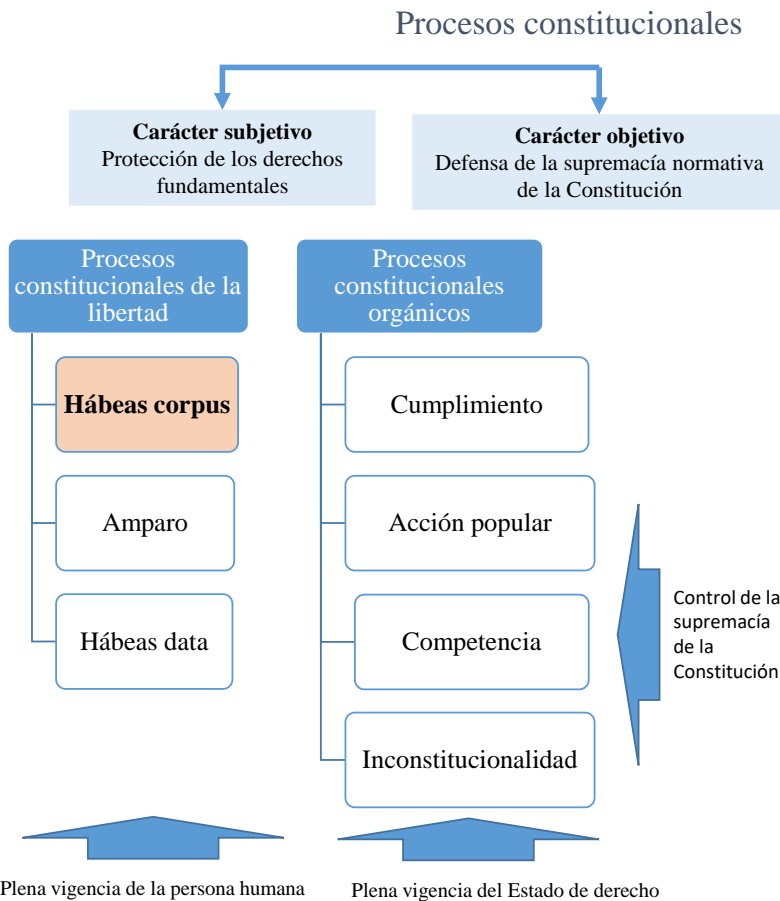 Procesos constitucionales
Carácter subjetivo
Protección de los derechos
fundamentales
Carácter objetivo
Defensa de la supremacía normativa
de la Constitución
Procesos
constitucionales de la
libertad
Hábeas corpus
Amparo
Hábeas data
Procesos
constitucionales
orgánicos
Cumplimiento
Acción popular
Competencia
Inconstitucionalidad
Control de la
supremacía
de la
Constitución
Plena vigencia de la persona humana
Plena vigencia del Estado de derecho